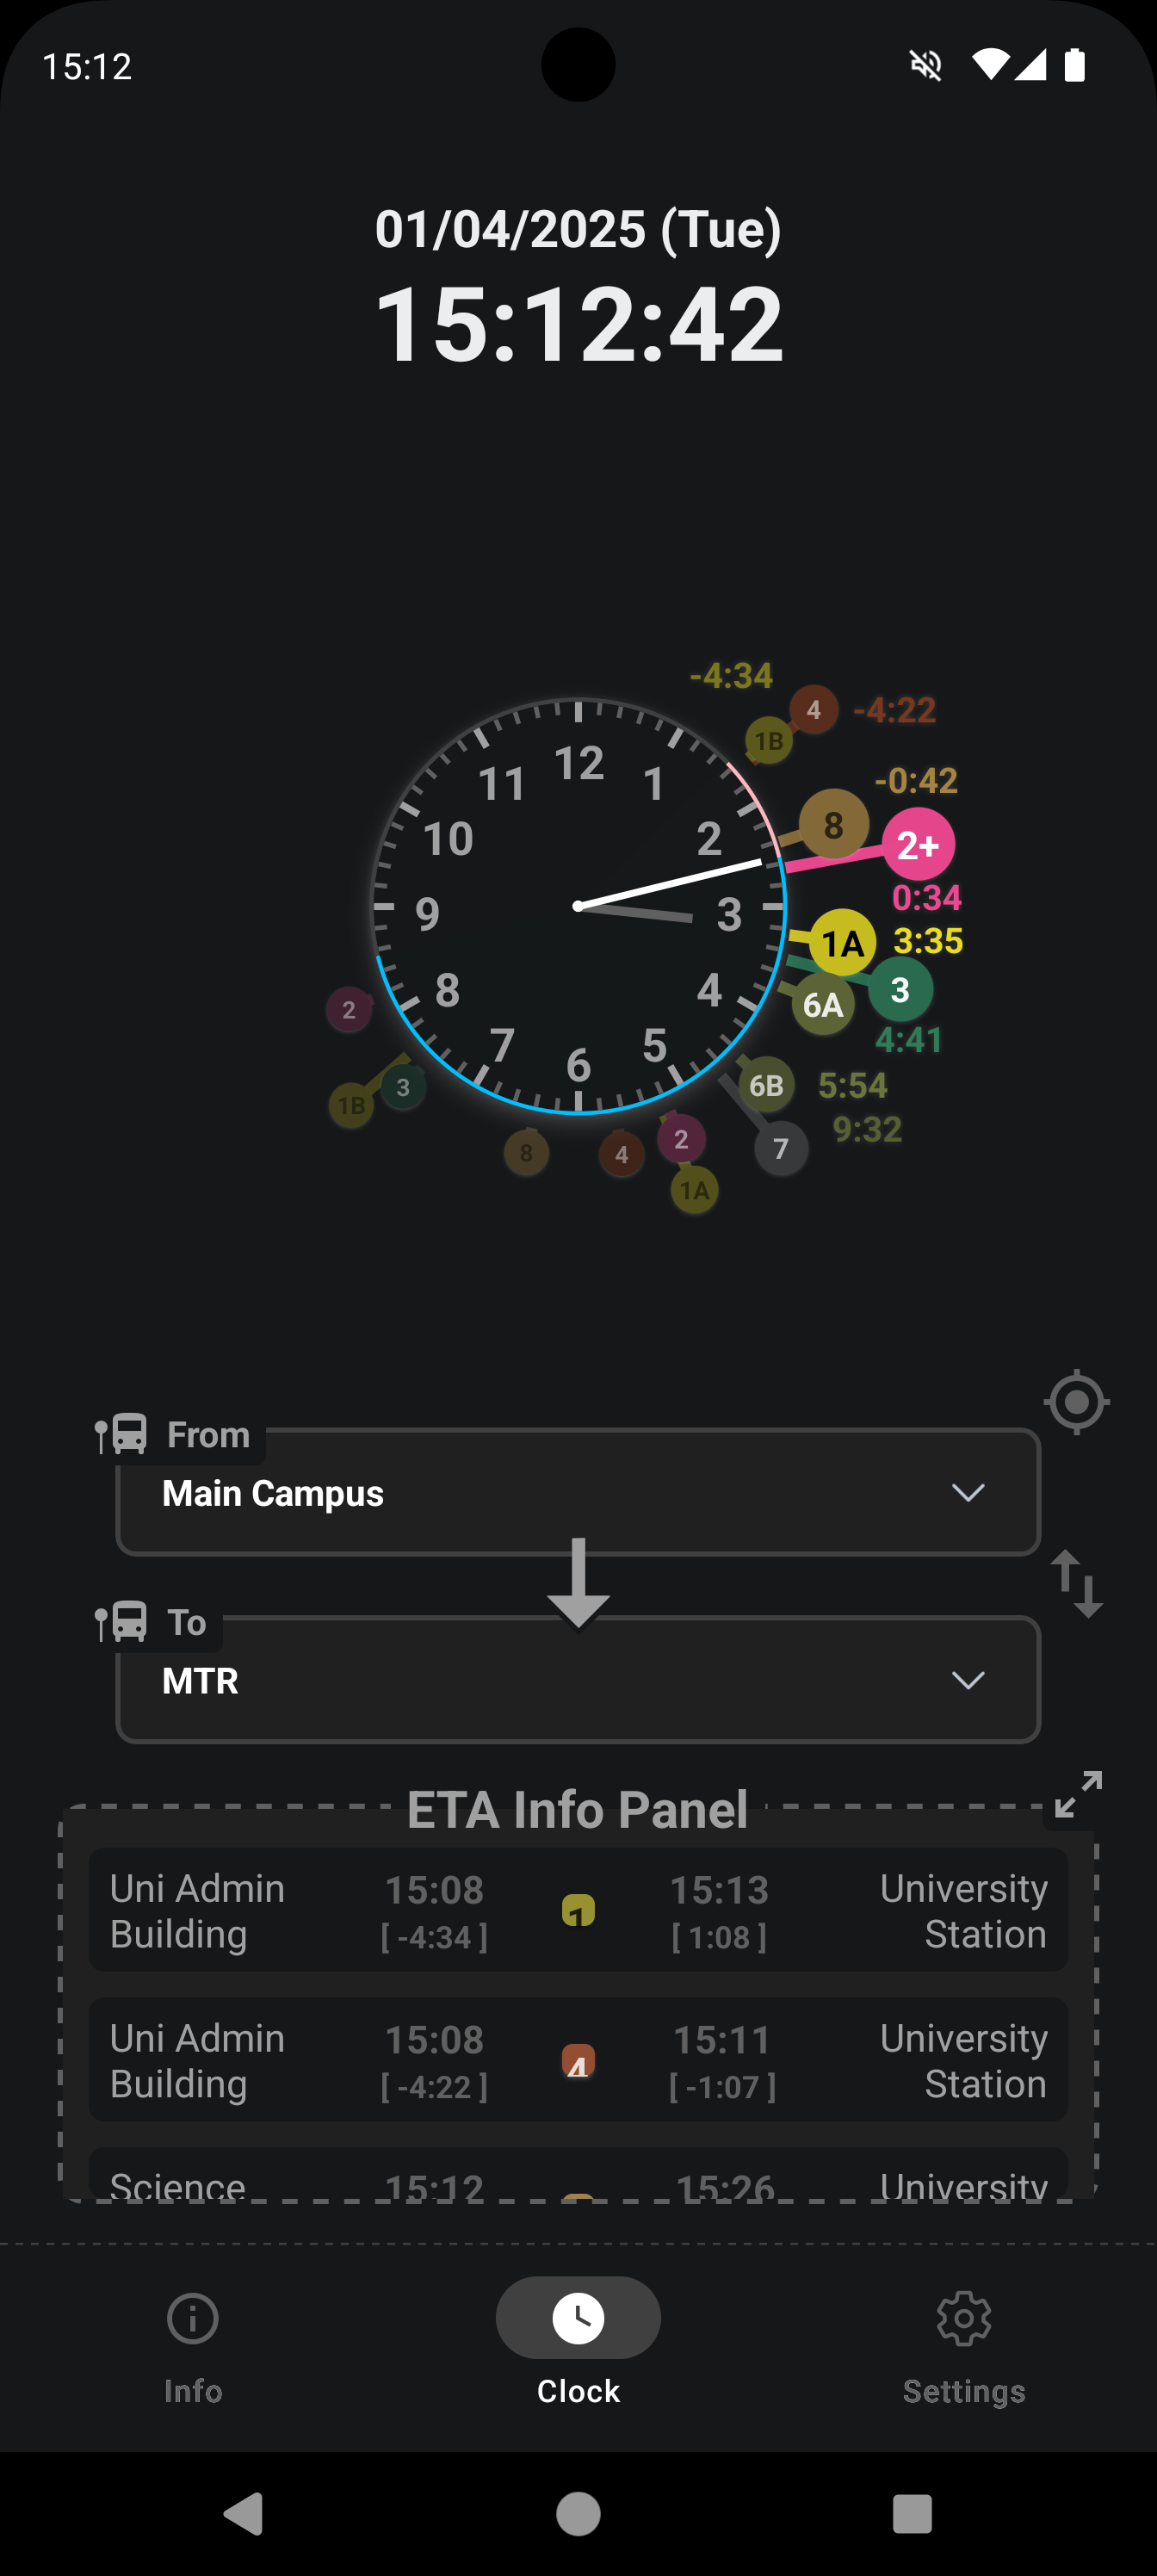 15:12
01/04/2025 (Tue)
15:12:42
-4:34
4 -4:22
1B
-0:42
8
2+
0:34
1A 3:35
3
6A
4:41
6B 5:54
9:32
7
12
11 1
10 2
9 3
8 4
7 5
6
2
3
1B
8
4
2
1A
From
Main Campus
To
MTR
ETA Info Panel
Uni Admin Building 15:08 [ -4:34 ] 1 15:13 [ 1:08 ] University Station
Uni Admin Building 15:08 [ -4:22 ] 4 15:11 [ -1:07 ] University Station
Science 15:12 15:26 University
Info
Clock
Settings